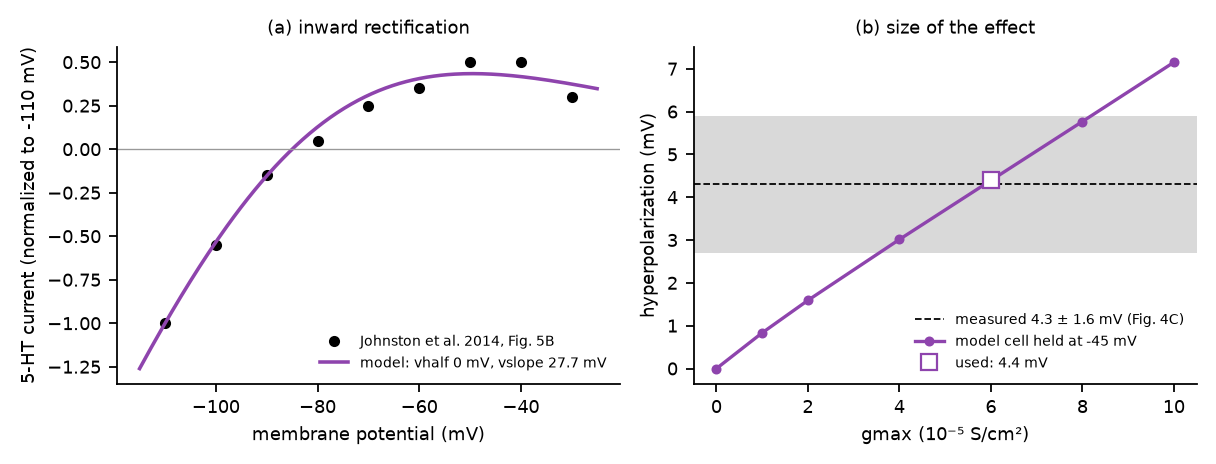 (a) inward rectification
5-HT current (normalized to -110 mV)
0.50
0.25
0.00
−0.25
−0.50
−0.75
−1.00
−1.25
Johnston et al. 2014, Fig. 5B
model: vhalf 0 mV, vslope 27.7 mV
−100
−80
−60
−40
membrane potential (mV)
(b) size of the effect
hyperpolarization (mV)
7
6
5
4
3
2
1
0
measured 4.3 ± 1.6 mV (Fig. 4C)
model cell held at -45 mV
used: 4.4 mV
0
2
4
6
8
10
gmax (10⁻⁵ S/cm²)